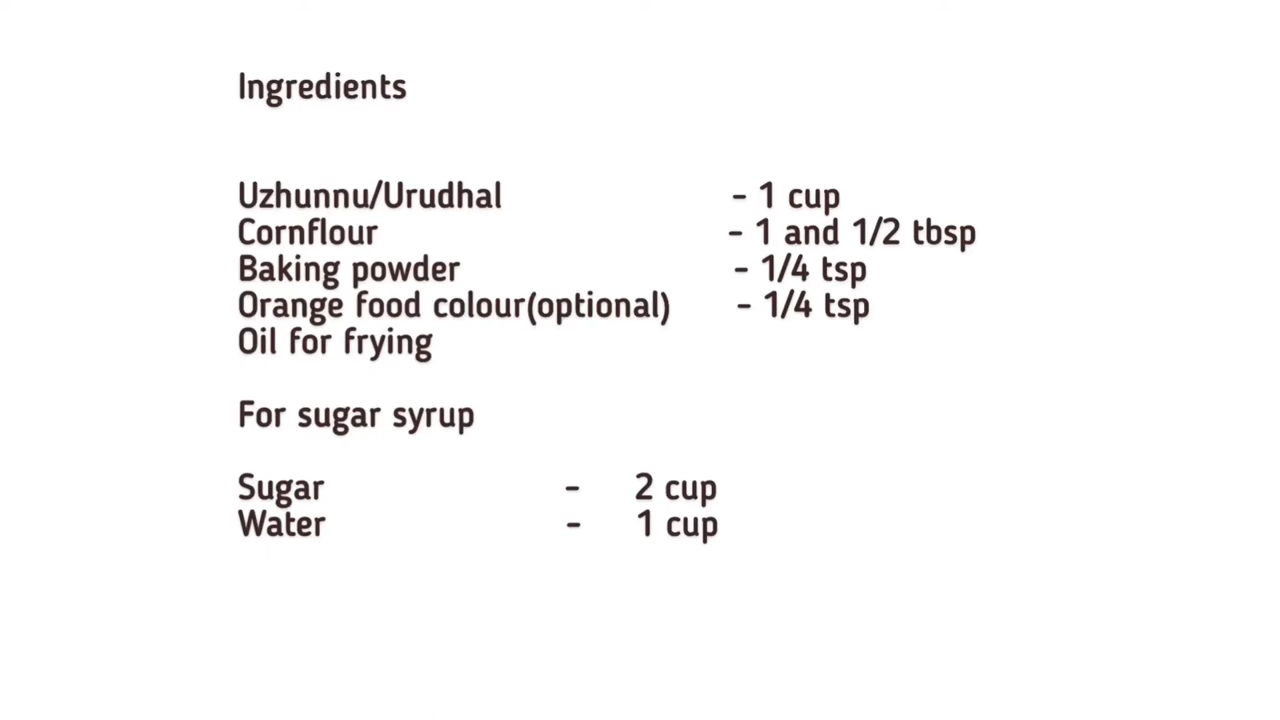 Ingredients
Uzhunnu/Urudhal - 1 cup
Cornflour - 1 and 1/2 tbsp
Baking powder - 1/4 tsp
Orange food colour(optional) - 1/4 tsp
Oil for frying
For sugar syrup
Sugar - 2 cup
Water - 1 cup